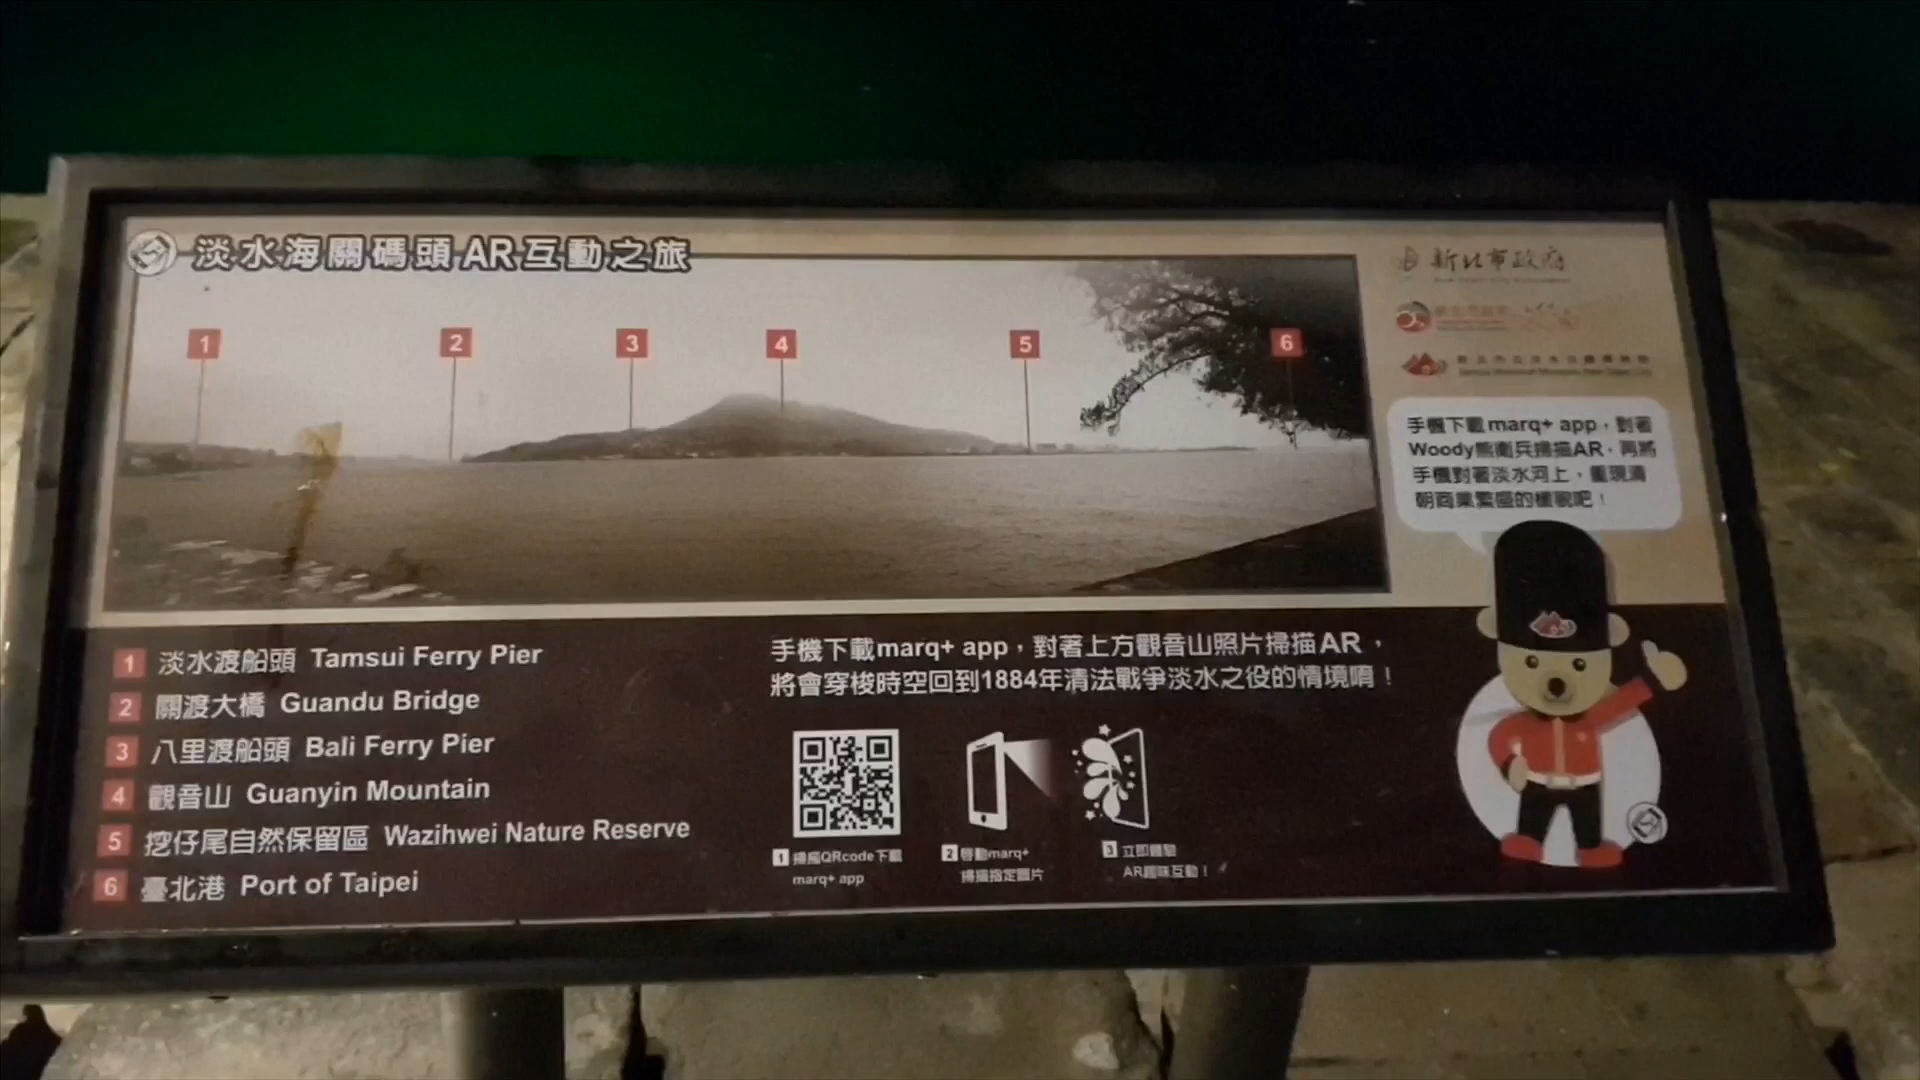 淡水海關碼頭AR互動之旅
1
2
3
4
5
6
新北市政府
手機下載marq+ app，對著
Woody熊衛兵掃描AR，再將
手機對著淡水河上，重現清
朝商業繁盛的樣貌吧！
1 淡水渡船頭 Tamsui Ferry Pier
2 關渡大橋 Guandu Bridge
3 八里渡船頭 Bali Ferry Pier
4 觀音山 Guanyin Mountain
5 挖仔尾自然保留區 Wazihwei Nature Reserve
6 臺北港 Port of Taipei
手機下載marq+ app，對著上方觀音山照片掃描AR，
將會穿梭時空回到1884年清法戰爭淡水之役的情境唷！
1 掃瞄QRcode下載
marq+ app
2 啓動marq+
掃描指定圖片
3 立即體驗
AR趣味互動！